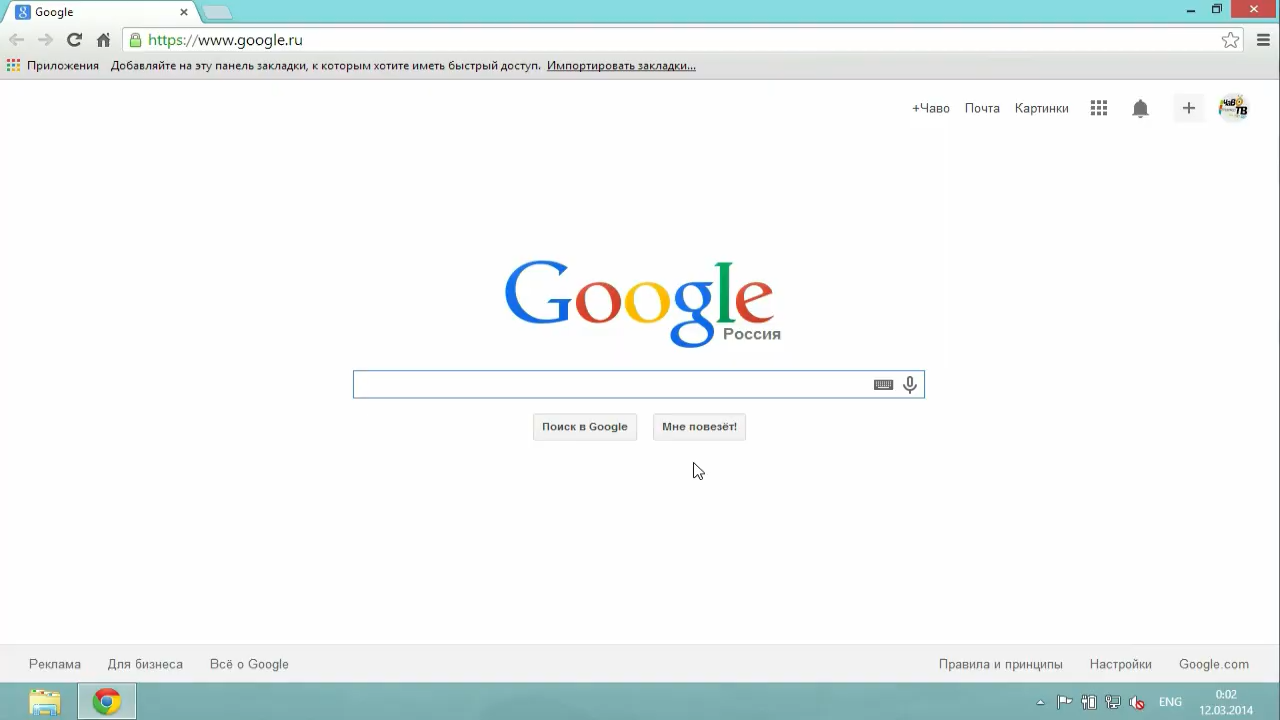 Google
https://www.google.ru
Приложения Добавляйте на эту панель закладки, к которым хотите иметь быстрый доступ. Импортировать закладки...
+Чаво Почта Картинки
ЧаВО ТВ
Google
Россия
Поиск в Google Мне повезёт!
Реклама Для бизнеса Всё о Google Правила и принципы Настройки Google.com
ENG 0:02
12.03.2014